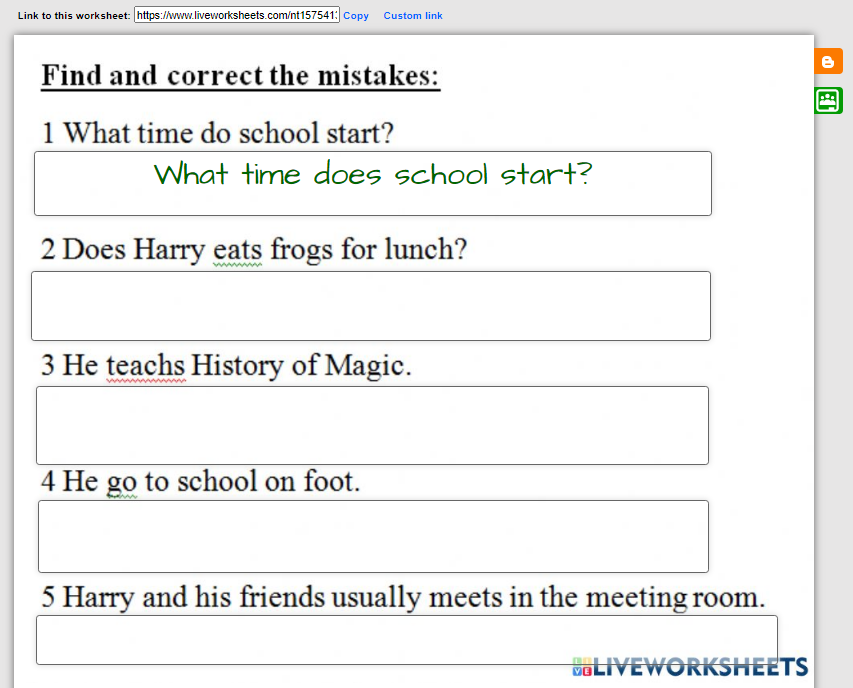 Link to this worksheet: https://www.liveworksheets.com/nt157541 Copy Custom link
Find and correct the mistakes:
1 What time do school start?
What time does school start?
2 Does Harry eats frogs for lunch?
3 He teachs History of Magic.
4 He go to school on foot.
5 Harry and his friends usually meets in the meeting room.
LIVEWORKSHEETS